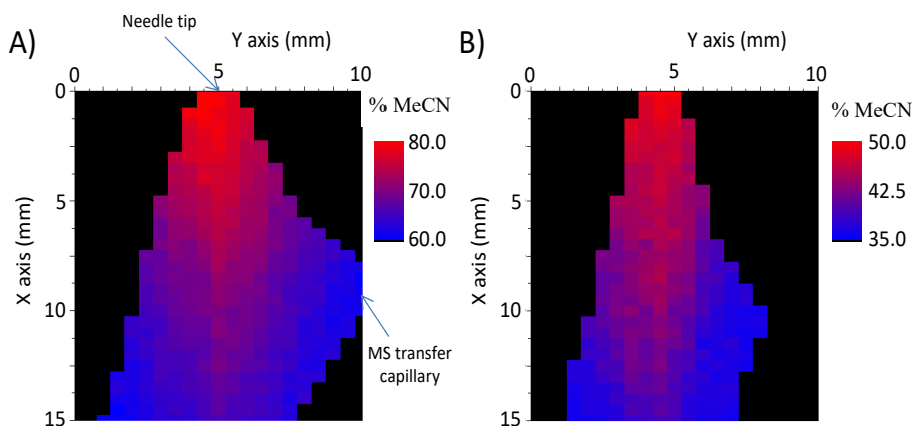 Needle tip
A)
Y axis (mm)
0 5 10
% MeCN
80.0
70.0
60.0
X axis (mm)
0
5
10
15
MS transfer
capillary
B)
Y axis (mm)
0 5 10
% MeCN
50.0
42.5
35.0
X axis (mm)
0
5
10
15